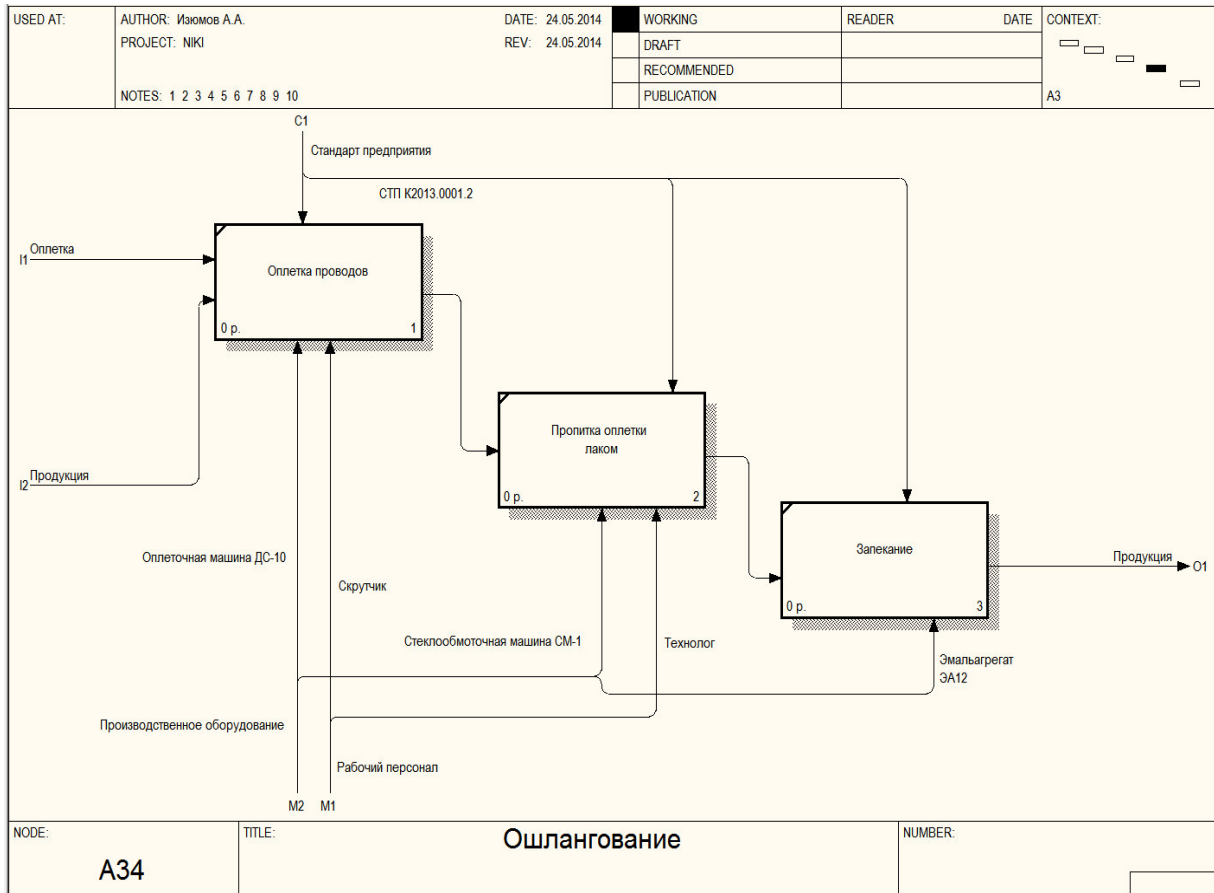 USED AT:
AUTHOR: Изюмов А.А.
DATE: 24.05.2014
WORKING
READER
DATE
CONTEXT:
PROJECT: NIKI
REV: 24.05.2014
DRAFT
RECOMMENDED
NOTES: 1 2 3 4 5 6 7 8 9 10
PUBLICATION
A3
C1
Стандарт предприятия
СТП К2013.0001.2
I1
Оплетка
Оплетка проводов
0 р.
1
I2
Продукция
Пропитка оплетки
лаком
0 р.
2
Оплеточная машина ДС-10
Скрутчик
Запекание
0 р.
3
Продукция
O1
Стеклообмоточная машина СМ-1
Технолог
Эмальагрегат
ЭА12
Производственное оборудование
Рабочий персонал
M2
M1
NODE:
A34
TITLE:
Ошлангование
NUMBER: